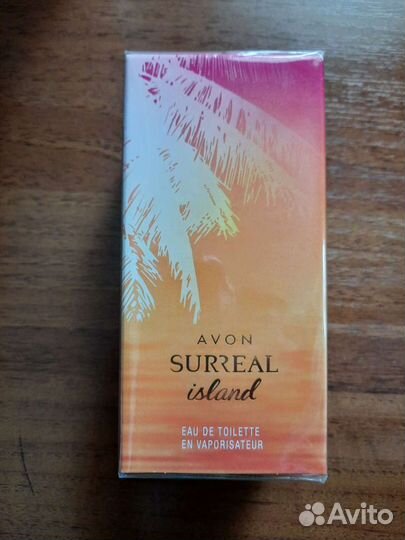 AVON
SURREAL
island
EAU DE TOILETTE
EN VAPORISATEUR
Avito